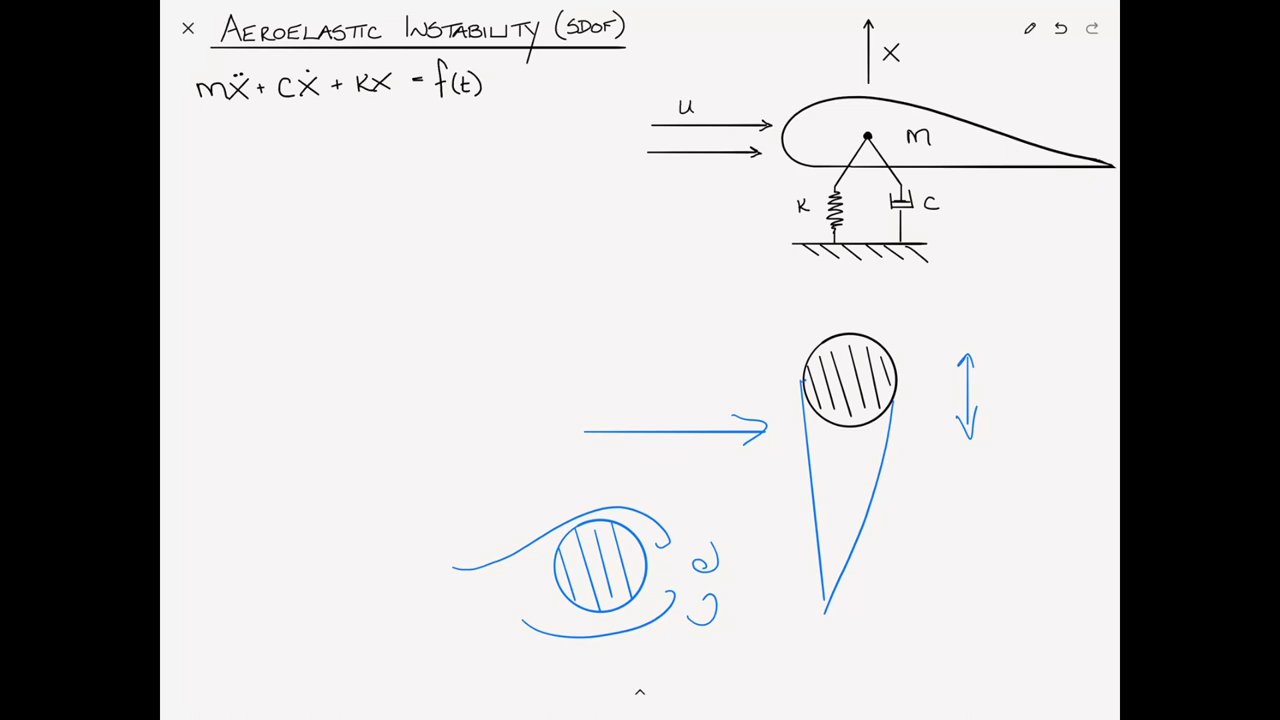 × AEROELASTIC INSTABILITY (SDOF)
mẍ + cẋ + kx = f(t)
x
u
m
k
c